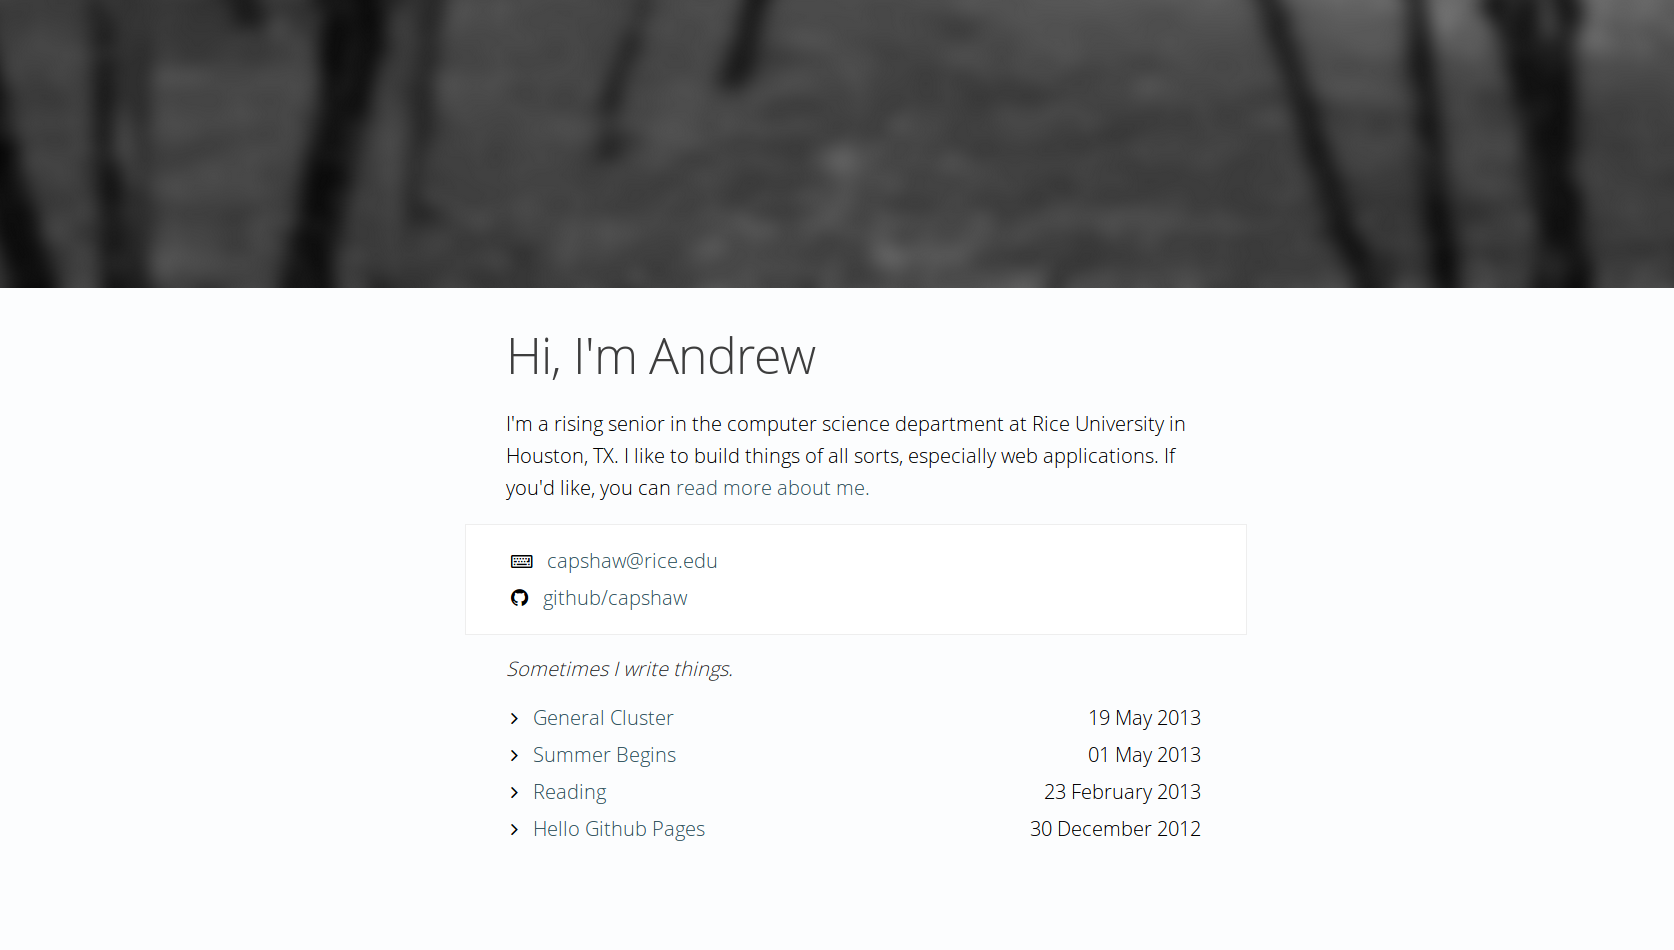 Hi, I'm Andrew
I'm a rising senior in the computer science department at Rice University in
Houston, TX. I like to build things of all sorts, especially web applications. If
you'd like, you can read more about me.
capshaw@rice.edu
github/capshaw
Sometimes I write things.
General Cluster 19 May 2013
Summer Begins 01 May 2013
Reading 23 February 2013
Hello Github Pages 30 December 2012